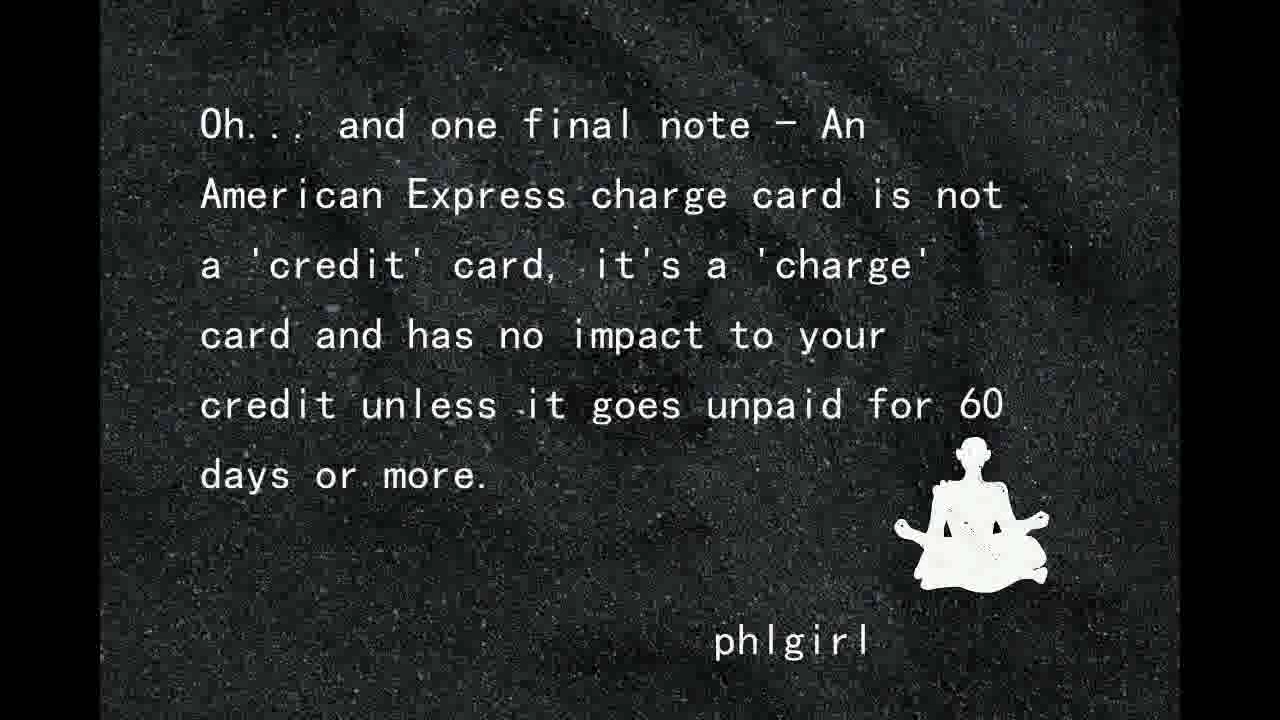 Oh... and one final note – An
American Express charge card is not
a 'credit' card, it's a 'charge'
card and has no impact to your
credit unless it goes unpaid for 60
days or more.
phlgirl